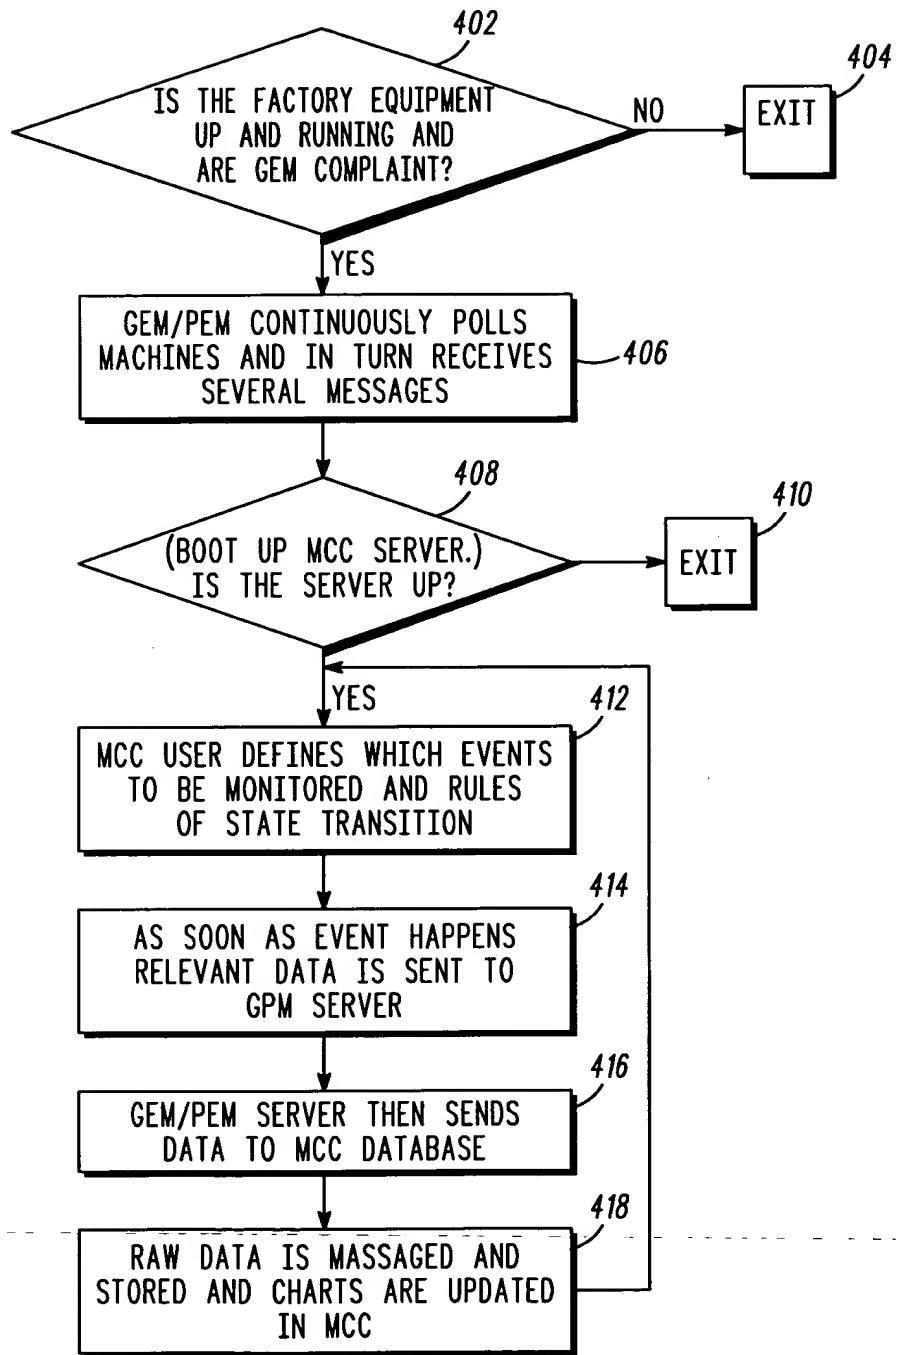 402
IS THE FACTORY EQUIPMENT
UP AND RUNNING AND
ARE GEM COMPLAINT?
NO
404
EXIT
YES
GEM/PEM CONTINUOUSLY POLLS
MACHINES AND IN TURN RECEIVES
SEVERAL MESSAGES
406
408
(BOOT UP MCC SERVER.)
IS THE SERVER UP?
410
EXIT
YES
412
MCC USER DEFINES WHICH EVENTS
TO BE MONITORED AND RULES
OF STATE TRANSITION
414
AS SOON AS EVENT HAPPENS
RELEVANT DATA IS SENT TO
GPM SERVER
416
GEM/PEM SERVER THEN SENDS
DATA TO MCC DATABASE
418
RAW DATA IS MASSAGED AND
STORED AND CHARTS ARE UPDATED
IN MCC